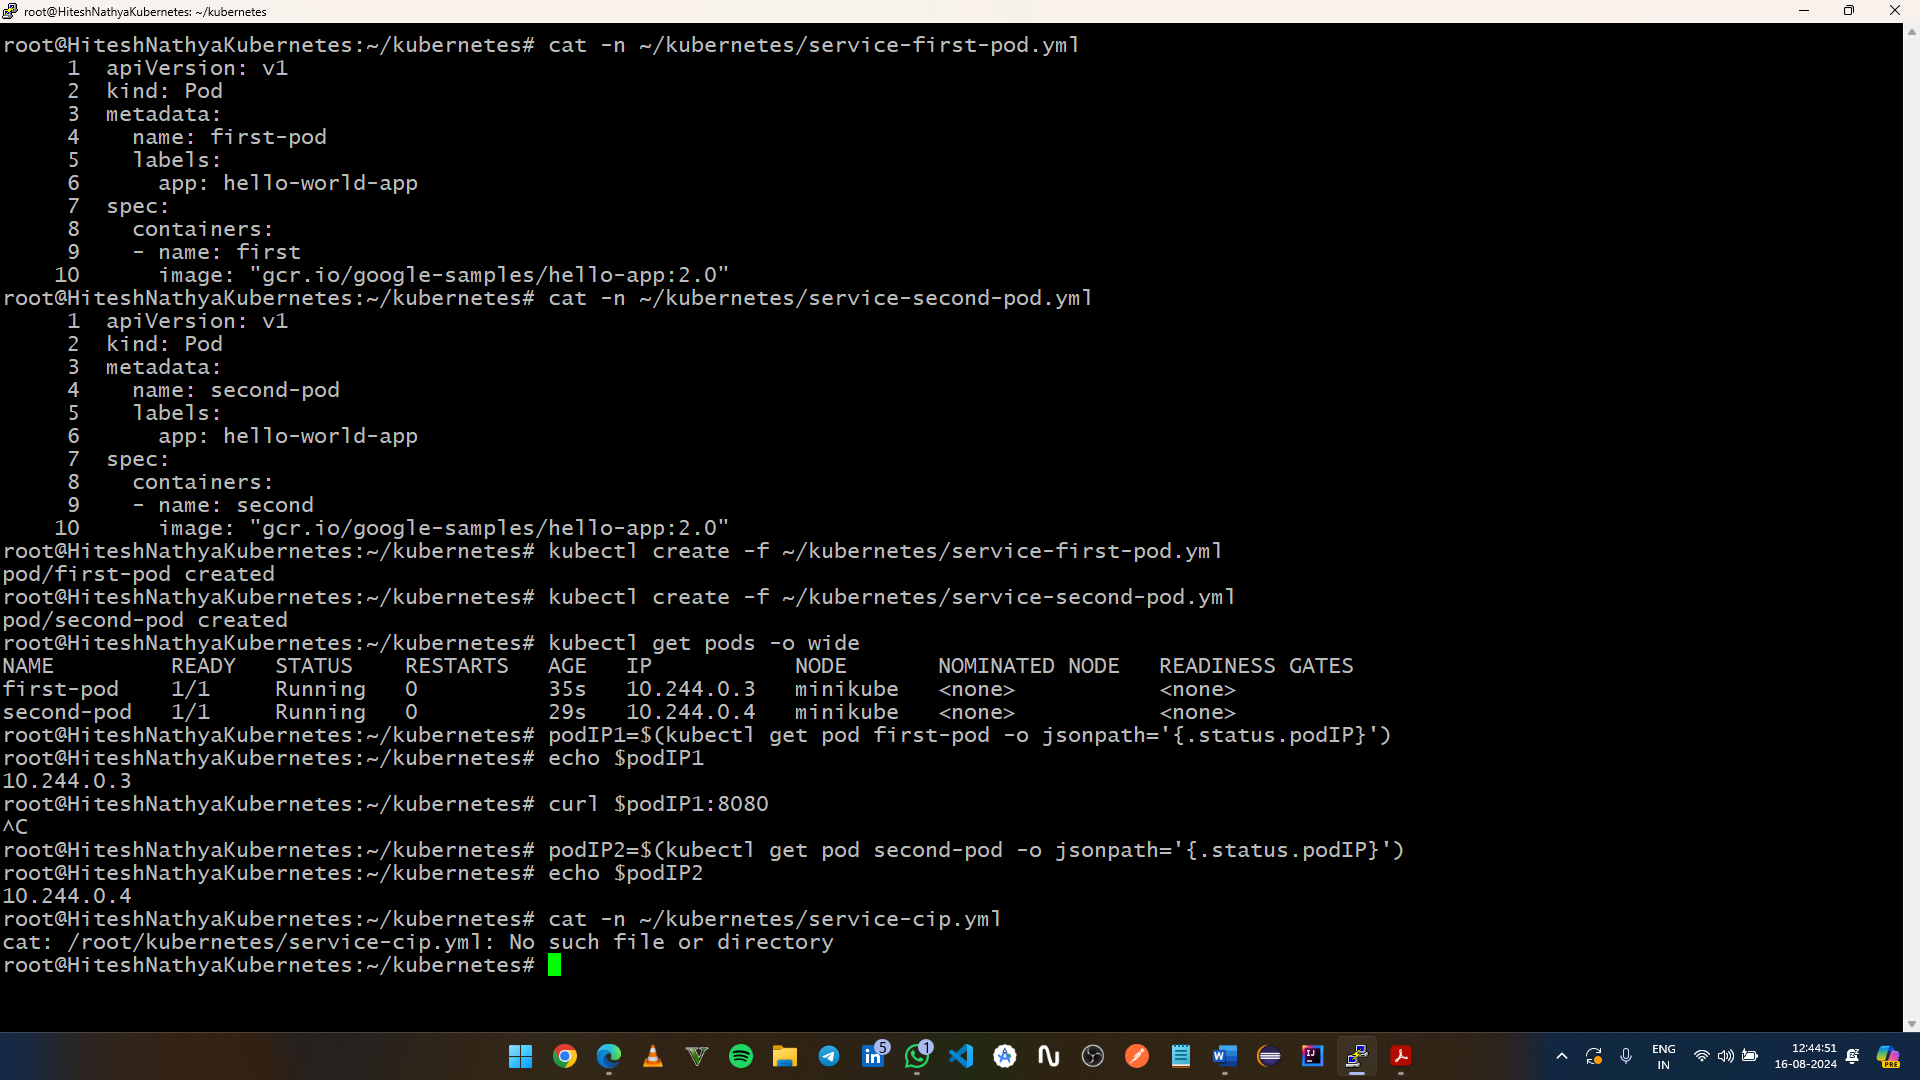 root@HiteshNathyaKubernetes: ~/kubernetes
root@HiteshNathyaKubernetes:~/kubernetes# cat -n ~/kubernetes/service-first-pod.yml
     1  apiVersion: v1
     2  kind: Pod
     3  metadata:
     4    name: first-pod
     5    labels:
     6      app: hello-world-app
     7  spec:
     8    containers:
     9    - name: first
    10      image: "gcr.io/google-samples/hello-app:2.0"
root@HiteshNathyaKubernetes:~/kubernetes# cat -n ~/kubernetes/service-second-pod.yml
     1  apiVersion: v1
     2  kind: Pod
     3  metadata:
     4    name: second-pod
     5    labels:
     6      app: hello-world-app
     7  spec:
     8    containers:
     9    - name: second
    10      image: "gcr.io/google-samples/hello-app:2.0"
root@HiteshNathyaKubernetes:~/kubernetes# kubectl create -f ~/kubernetes/service-first-pod.yml
pod/first-pod created
root@HiteshNathyaKubernetes:~/kubernetes# kubectl create -f ~/kubernetes/service-second-pod.yml
pod/second-pod created
root@HiteshNathyaKubernetes:~/kubernetes# kubectl get pods -o wide
NAME         READY   STATUS    RESTARTS   AGE   IP           NODE       NOMINATED NODE   READINESS GATES
first-pod    1/1     Running   0          35s   10.244.0.3   minikube   <none>           <none>
second-pod   1/1     Running   0          29s   10.244.0.4   minikube   <none>           <none>
root@HiteshNathyaKubernetes:~/kubernetes# podIP1=$(kubectl get pod first-pod -o jsonpath='{.status.podIP}')
root@HiteshNathyaKubernetes:~/kubernetes# echo $podIP1
10.244.0.3
root@HiteshNathyaKubernetes:~/kubernetes# curl $podIP1:8080
^C
root@HiteshNathyaKubernetes:~/kubernetes# podIP2=$(kubectl get pod second-pod -o jsonpath='{.status.podIP}')
root@HiteshNathyaKubernetes:~/kubernetes# echo $podIP2
10.244.0.4
root@HiteshNathyaKubernetes:~/kubernetes# cat -n ~/kubernetes/service-cip.yml
cat: /root/kubernetes/service-cip.yml: No such file or directory
root@HiteshNathyaKubernetes:~/kubernetes#
5
1
ENG
IN
12:44:51
16-08-2024
PRE